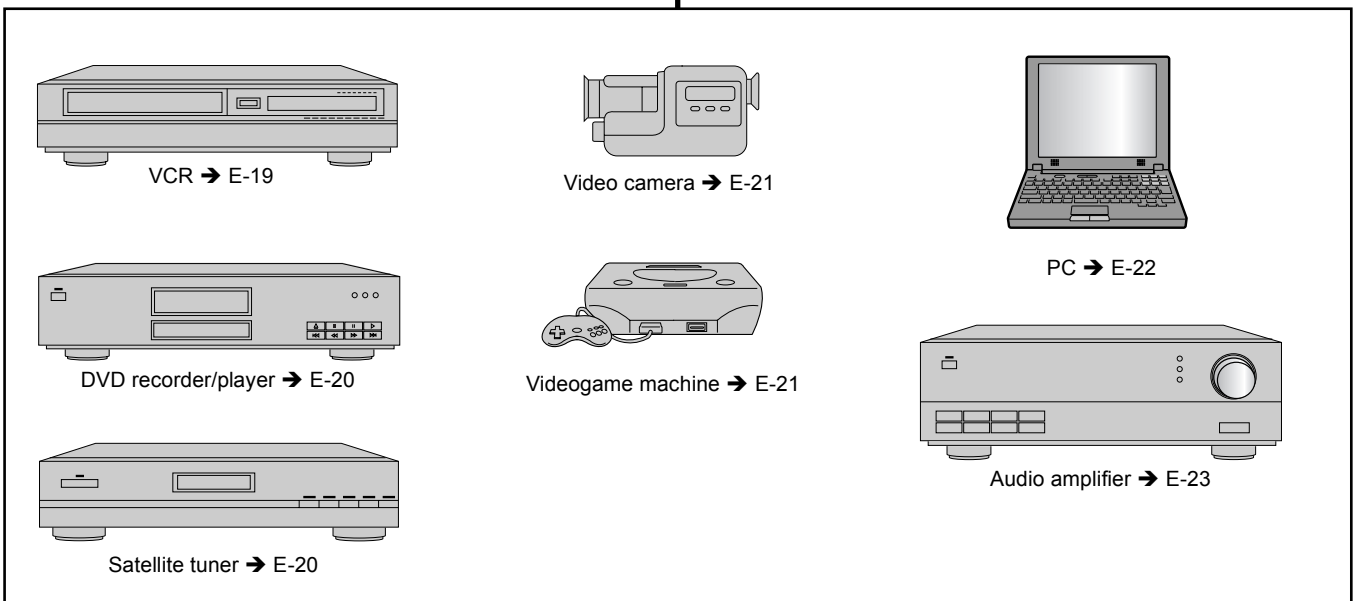 VCR ➔ E-19
Video camera ➔ E-21
PC ➔ E-22
DVD recorder/player ➔ E-20
Videogame machine ➔ E-21
Audio amplifier ➔ E-23
Satellite tuner ➔ E-20